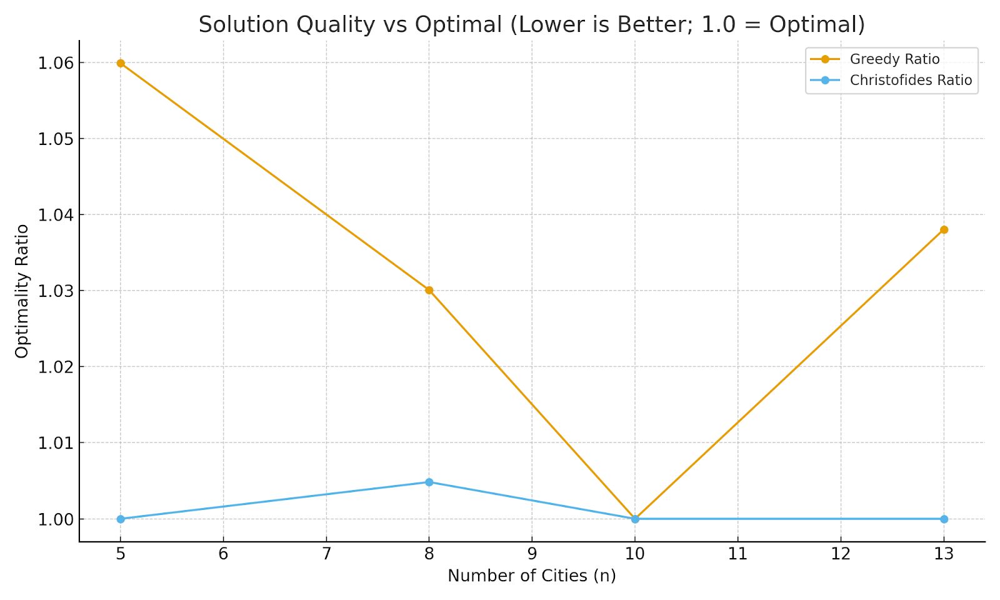 Solution Quality vs Optimal (Lower is Better; 1.0 = Optimal)
Greedy Ratio
Christofides Ratio
1.06
1.05
1.04
1.03
1.02
1.01
1.00
Optimality Ratio
5 6 7 8 9 10 11 12 13
Number of Cities (n)